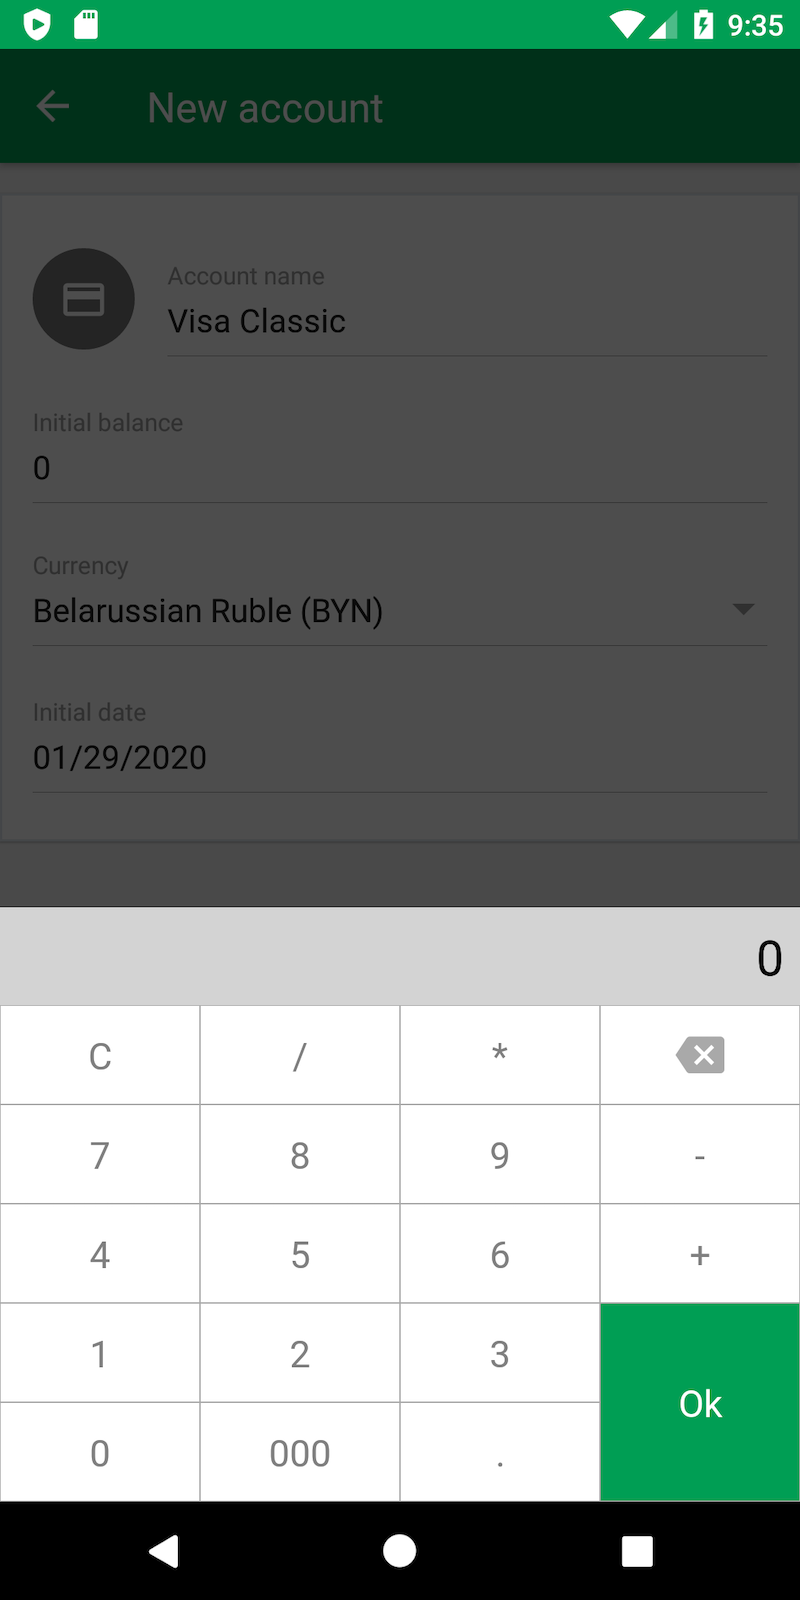 9:35
New account
Account name
Visa Classic
Initial balance
0
Currency
Belarussian Ruble (BYN)
Initial date
01/29/2020
0
C / *
7 8 9 -
4 5 6 +
1 2 3
Ok
0 000 .